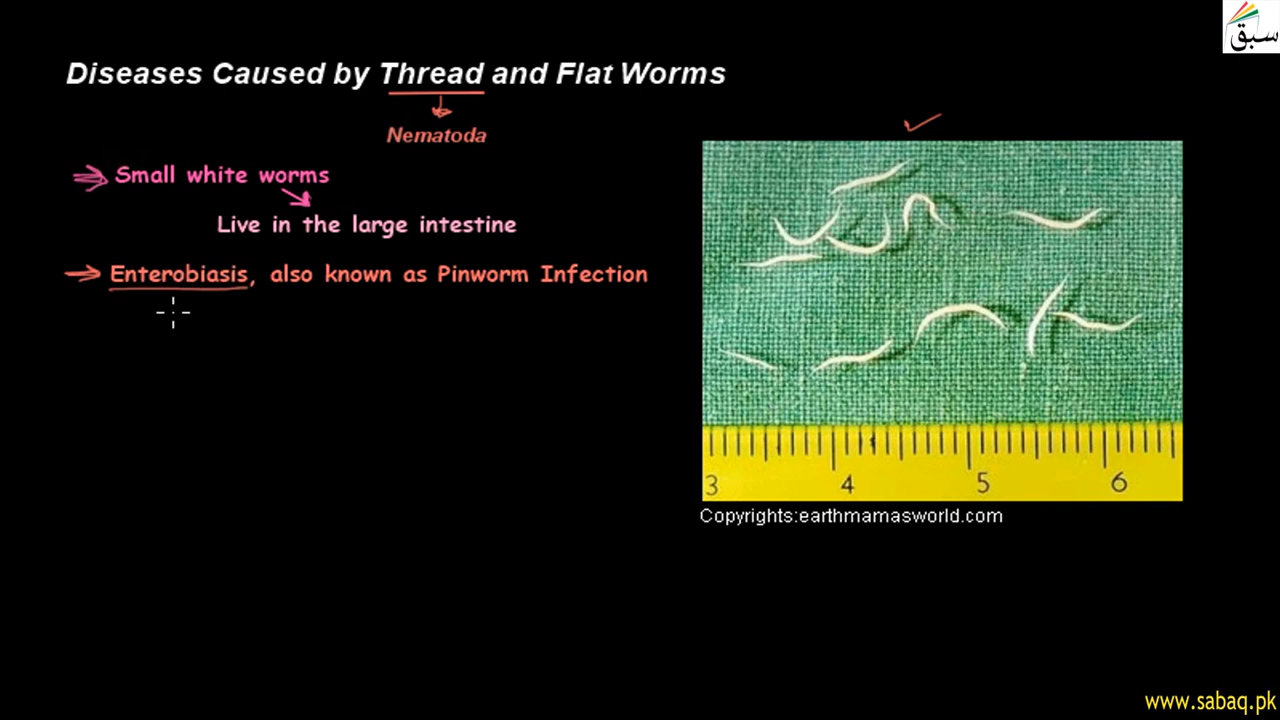 سبق
Diseases Caused by Thread and Flat Worms
Nematoda
Small white worms
Live in the large intestine
Enterobiasis, also known as Pinworm Infection
3 4 5 6
Copyrights:earthmamasworld.com
www.sabaq.pk